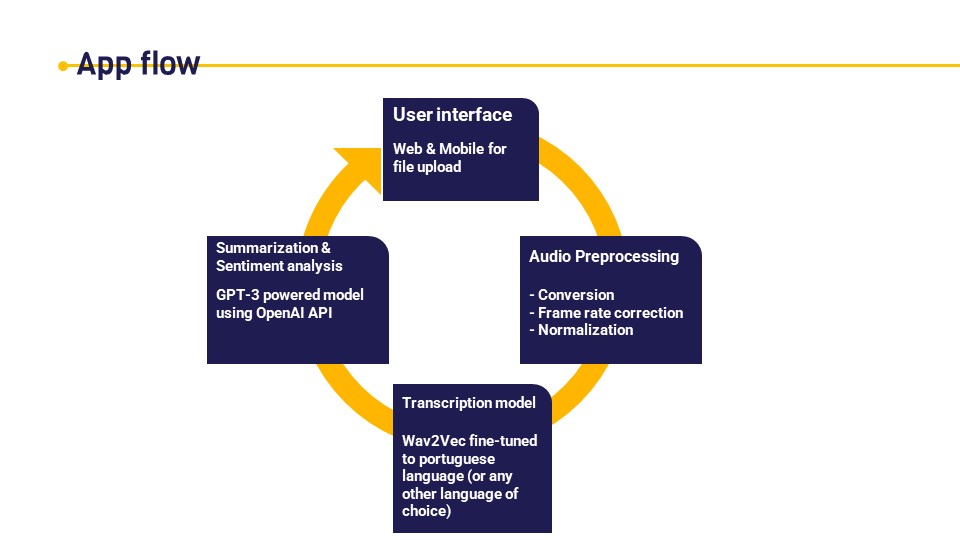 App flow
User interface
Web & Mobile for
file upload
Audio Preprocessing
- Conversion
- Frame rate correction
- Normalization
Transcription model
Wav2Vec fine-tuned
to portuguese
language (or any
other language of
choice)
Summarization &
Sentiment analysis
GPT-3 powered model
using OpenAI API